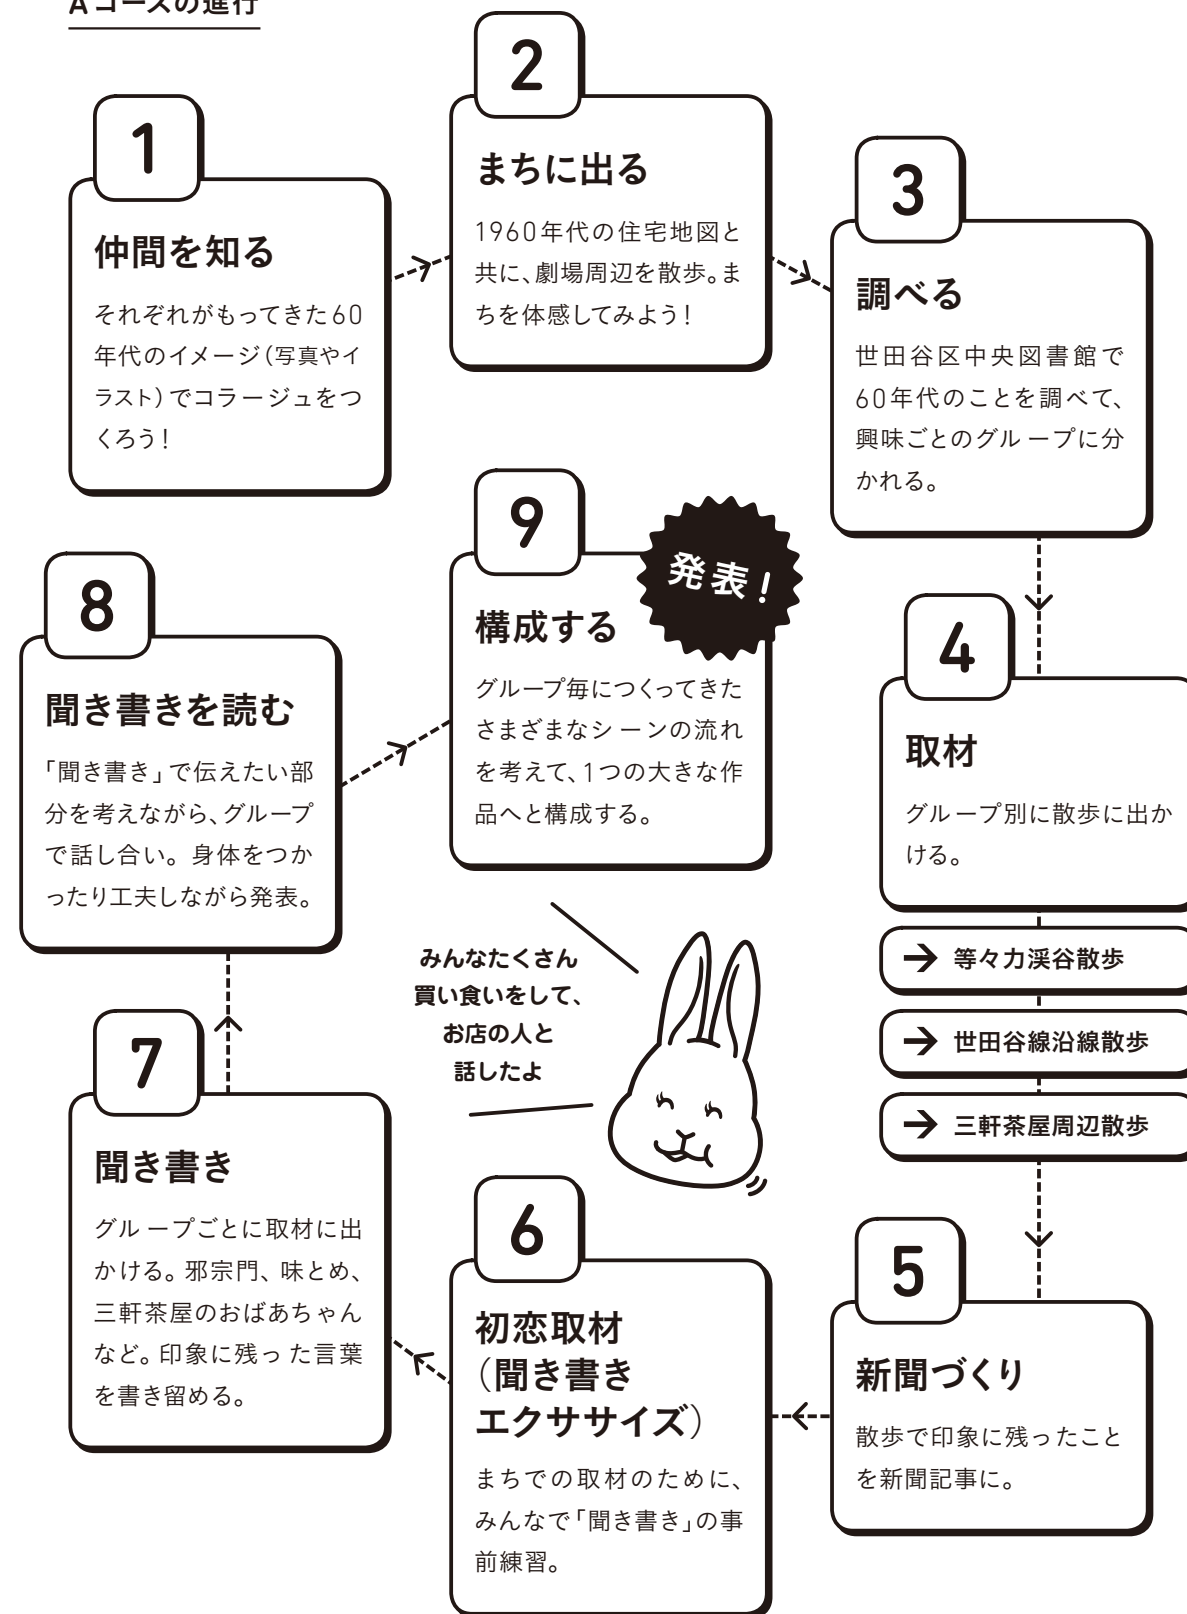 Aコースの進行
1
仲間を知る
それぞれがもってきた60
年代のイメージ(写真やイ
ラスト)でコラージュをつ
くろう!
2
まちに出る
1960年代の住宅地図と
共に、劇場周辺を散歩。ま
ちを体感してみよう!
3
調べる
世田谷区中央図書館で
60年代のことを調べて、
興味ごとのグループに分
かれる。
4
取材
グループ別に散歩に出か
ける。
→ 等々力渓谷散歩
→ 世田谷線沿線散歩
→ 三軒茶屋周辺散歩
5
新聞づくり
散歩で印象に残ったこと
を新聞記事に。
6
初恋取材
(聞き書き
エクササイズ)
まちでの取材のために、
みんなで「聞き書き」の事
前練習。
7
聞き書き
グループごとに取材に出
かける。邪宗門、味とめ、
三軒茶屋のおばあちゃん
など。印象に残った言葉
を書き留める。
8
聞き書きを読む
「聞き書き」で伝えたい部
分を考えながら、グループ
で話し合い。身体をつか
ったり工夫しながら発表。
9
発表!
構成する
グループ毎につくってきた
さまざまなシーンの流れ
を考えて、1つの大きな作
品へと構成する。
みんなたくさん
買い食いをして、
お店の人と
話したよ